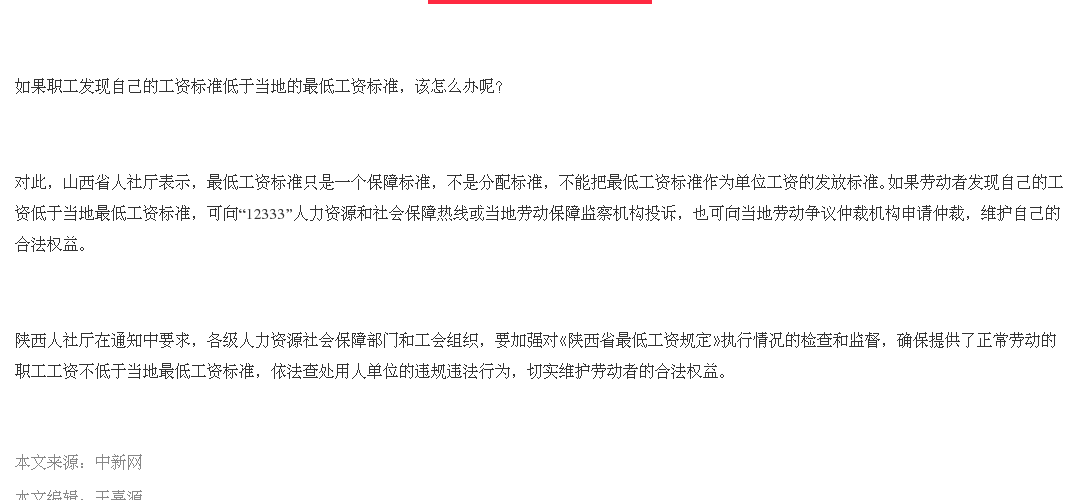 如果职工发现自己的工资标准低于当地的最低工资标准，该怎么办呢？
对此，山西省人社厅表示，最低工资标准只是一个保障标准，不是分配标准，不能把最低工资标准作为单位工资的发放标准。如果劳动者发现自己的工
资低于当地最低工资标准，可向“12333”人力资源和社会保障热线或当地劳动保障监察机构投诉，也可向当地劳动争议仲裁机构申请仲裁，维护自己的
合法权益。
陕西人社厅在通知中要求，各级人力资源社会保障部门和工会组织，要加强对《陕西省最低工资规定》执行情况的检查和监督，确保提供了正常劳动的
职工工资不低于当地最低工资标准，依法查处用人单位的违规违法行为，切实维护劳动者的合法权益。
本文来源：中新网
本文编辑：王嘉源